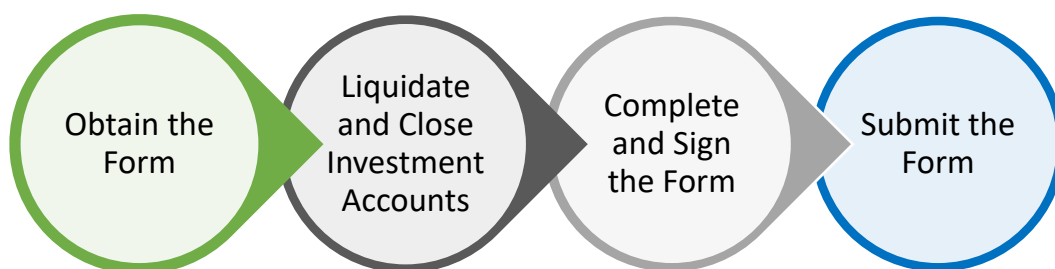 Obtain the
Form
Liquidate
and Close
Investment
Accounts
Complete
and Sign
the Form
Submit the
Form